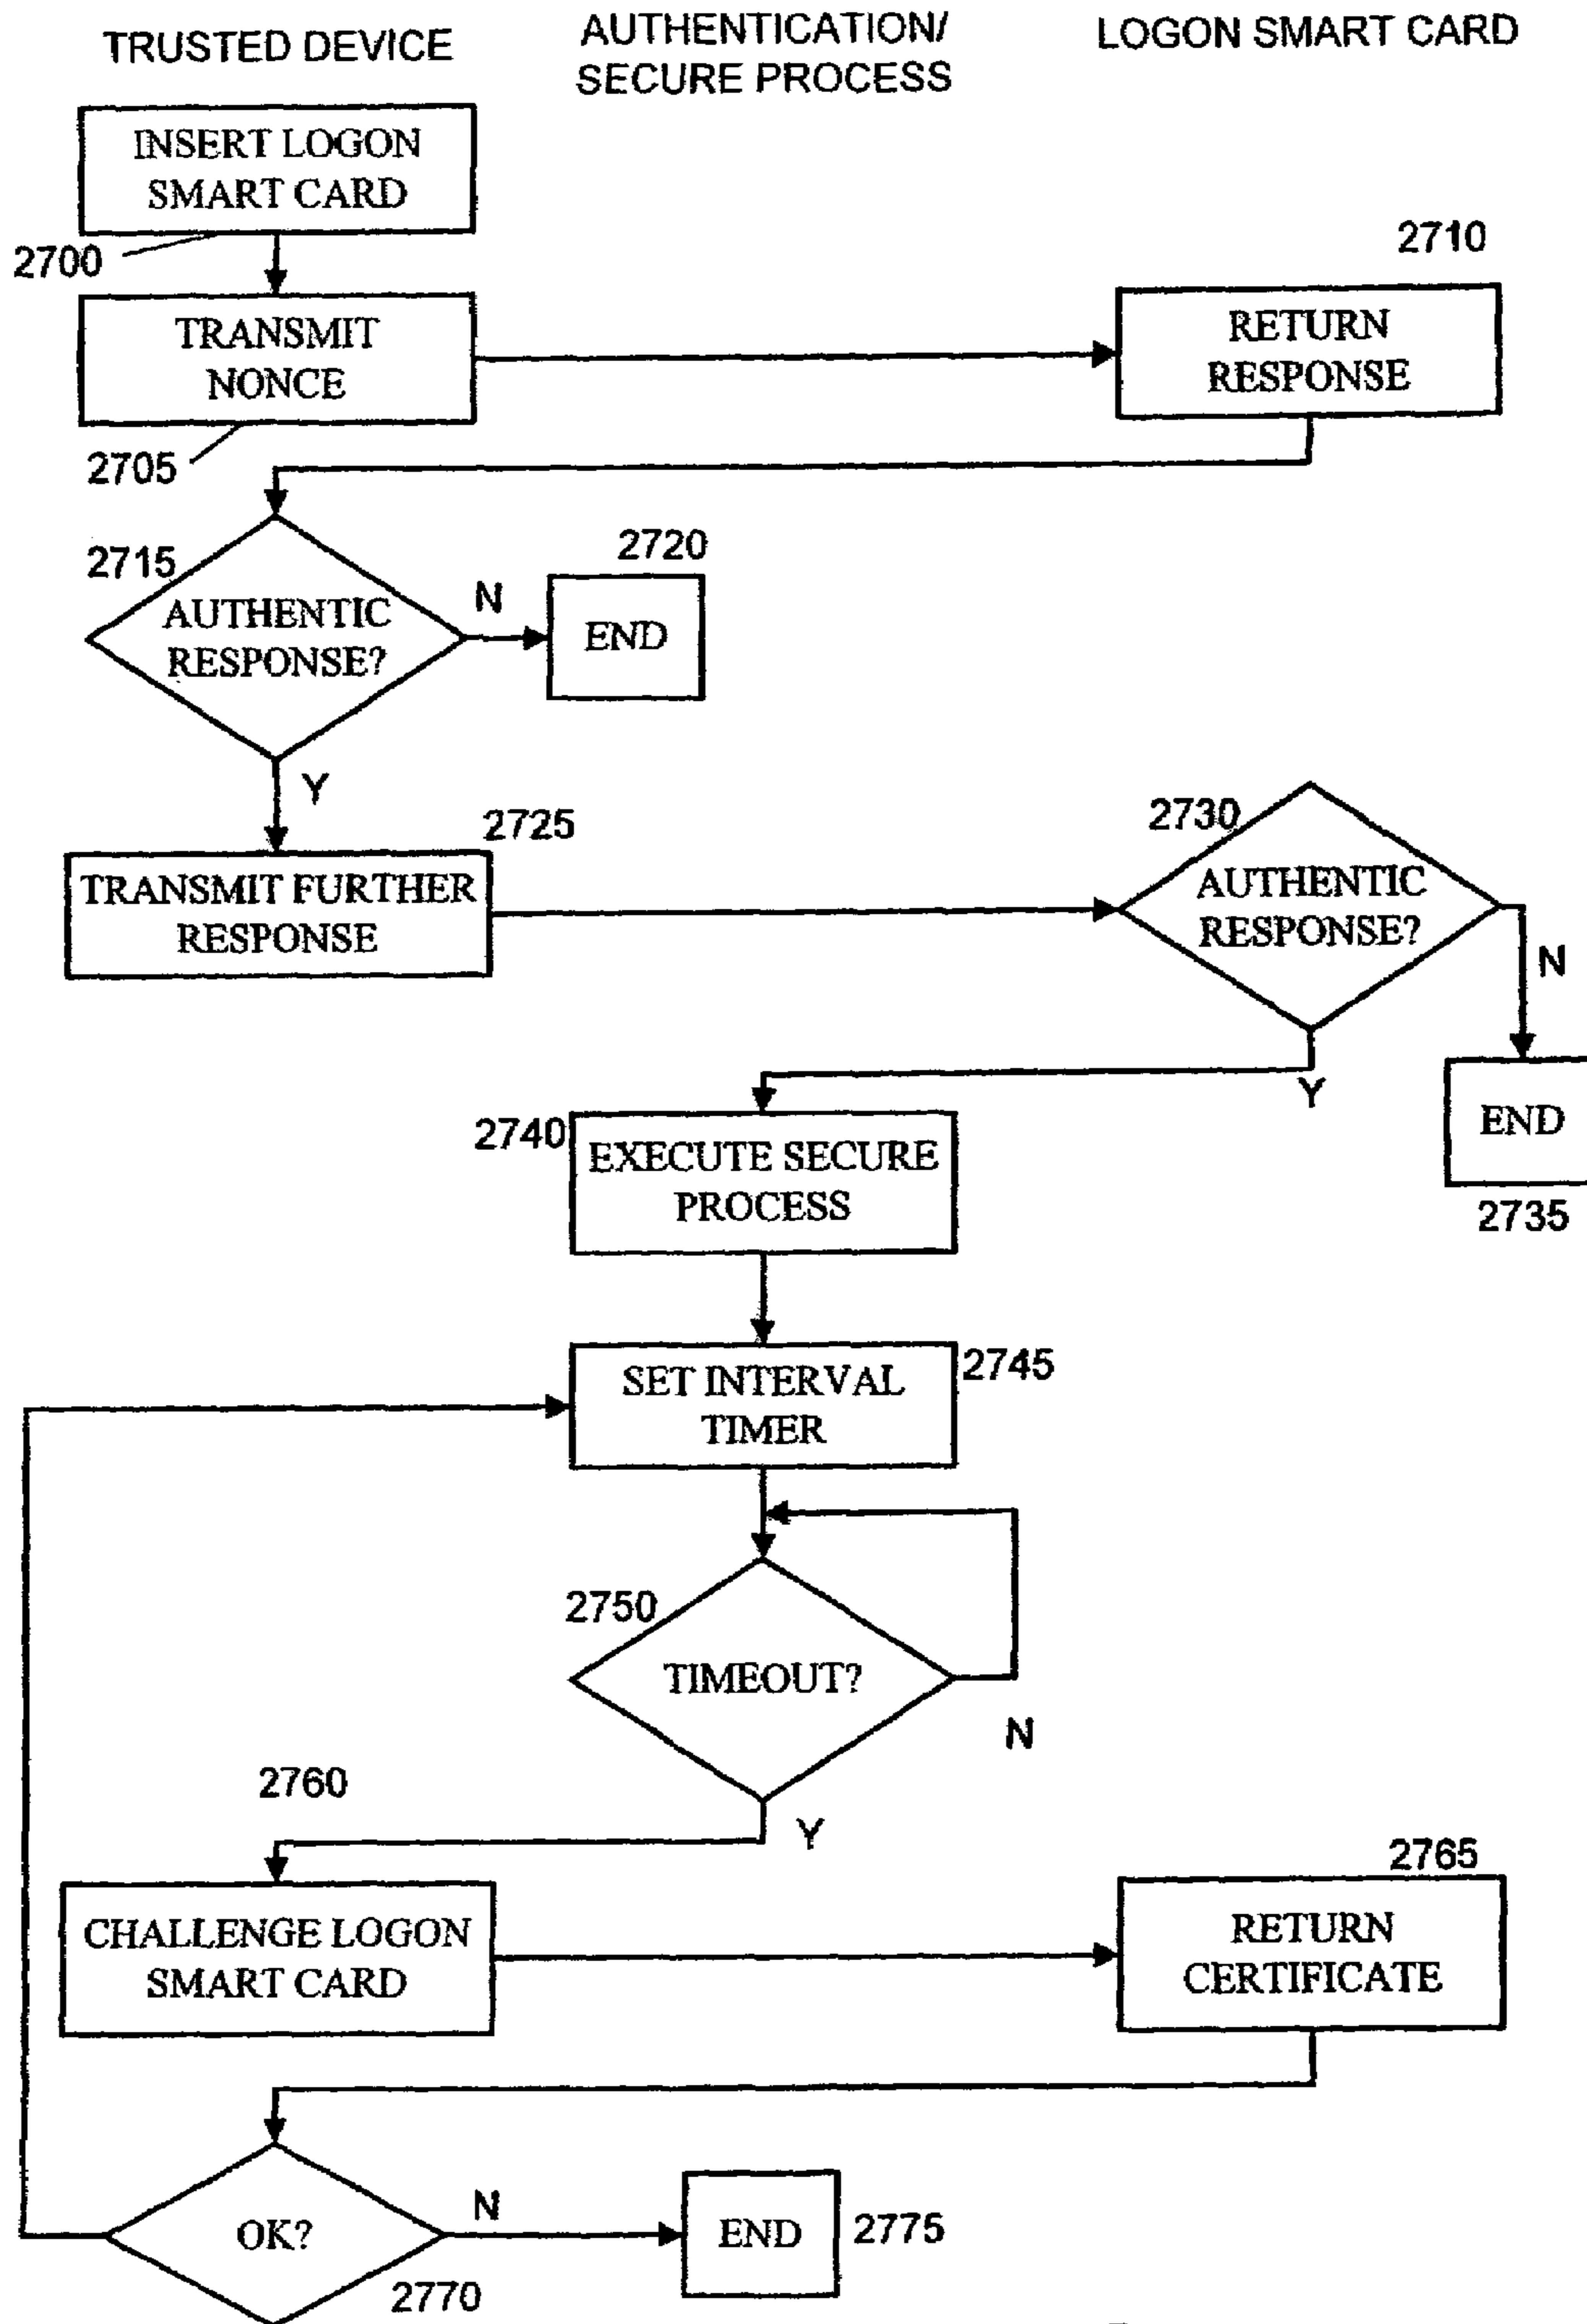 TRUSTED DEVICE
AUTHENTICATION/
SECURE PROCESS
LOGON SMART CARD
INSERT LOGON
SMART CARD
2700
2710
TRANSMIT
NONCE
RETURN
RESPONSE
2705
2715
AUTHENTIC
RESPONSE?
N
2720
END
Y
2725
TRANSMIT FURTHER
RESPONSE
2730
AUTHENTIC
RESPONSE?
N
Y
END
2735
2740
EXECUTE SECURE
PROCESS
SET INTERVAL
TIMER
2745
2750
TIMEOUT?
N
Y
2760
CHALLENGE LOGON
SMART CARD
2765
RETURN
CERTIFICATE
OK?
N
END
2775
2770